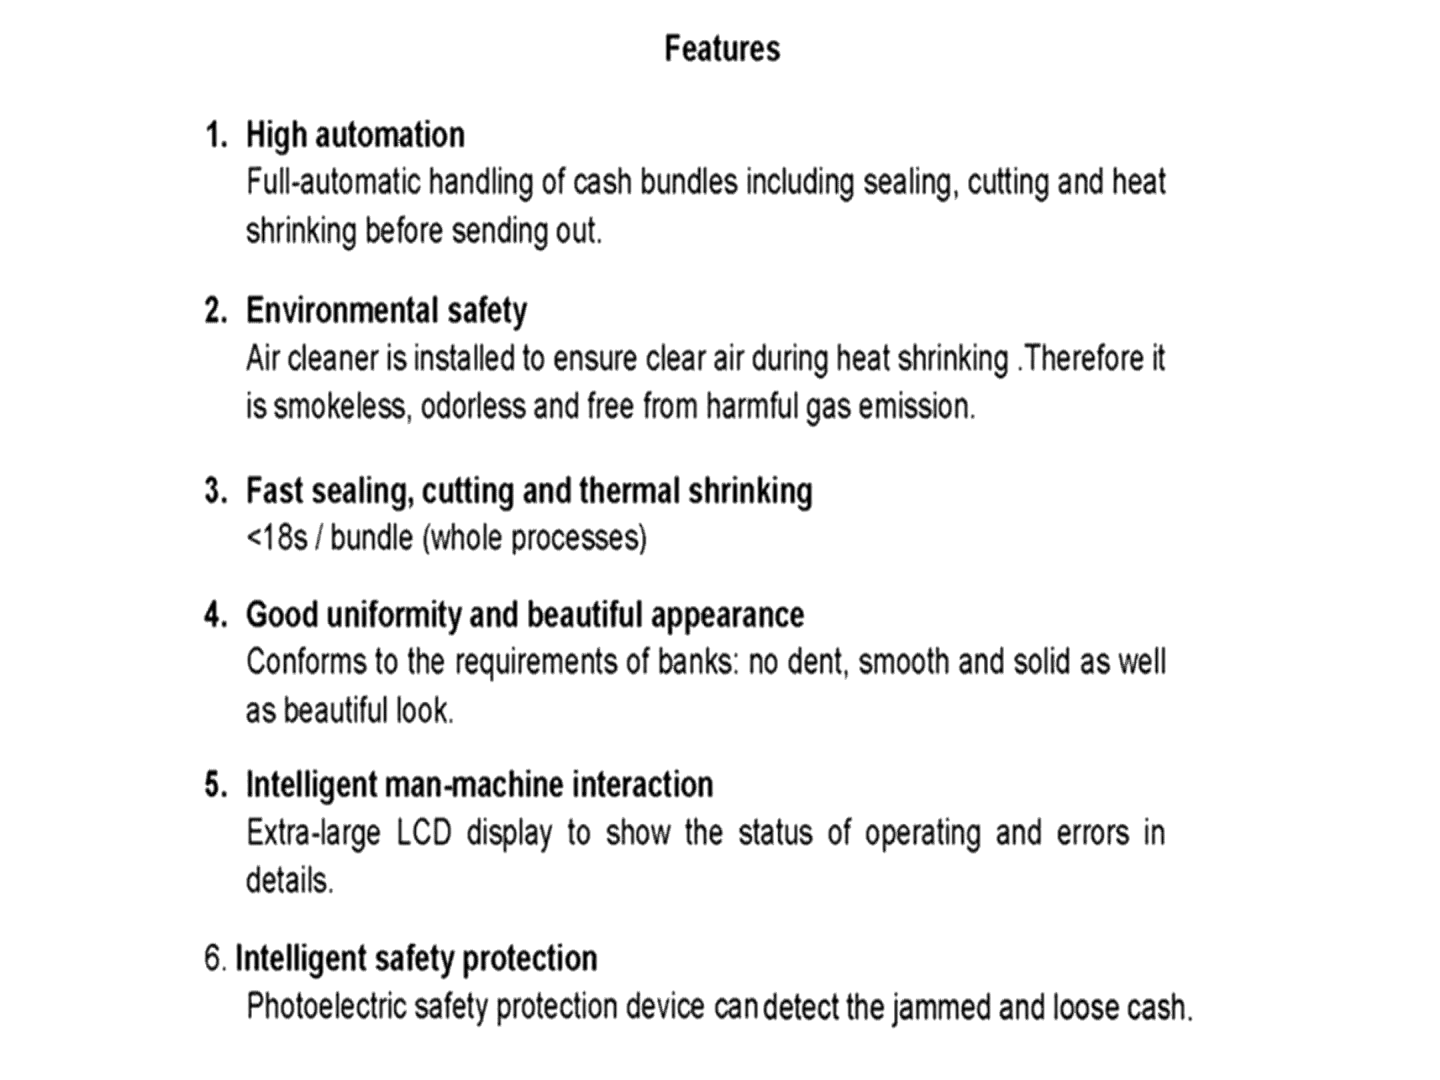 Features
1. High automation
Full-automatic handling of cash bundles including sealing, cutting and heat
shrinking before sending out.
2. Environmental safety
Air cleaner is installed to ensure clear air during heat shrinking .Therefore it
is smokeless, odorless and free from harmful gas emission.
3. Fast sealing, cutting and thermal shrinking
<18s / bundle (whole processes)
4. Good uniformity and beautiful appearance
Conforms to the requirements of banks: no dent, smooth and solid as well
as beautiful look.
5. Intelligent man-machine interaction
Extra-large LCD display to show the status of operating and errors in
details.
6. Intelligent safety protection
Photoelectric safety protection device can detect the jammed and loose cash.